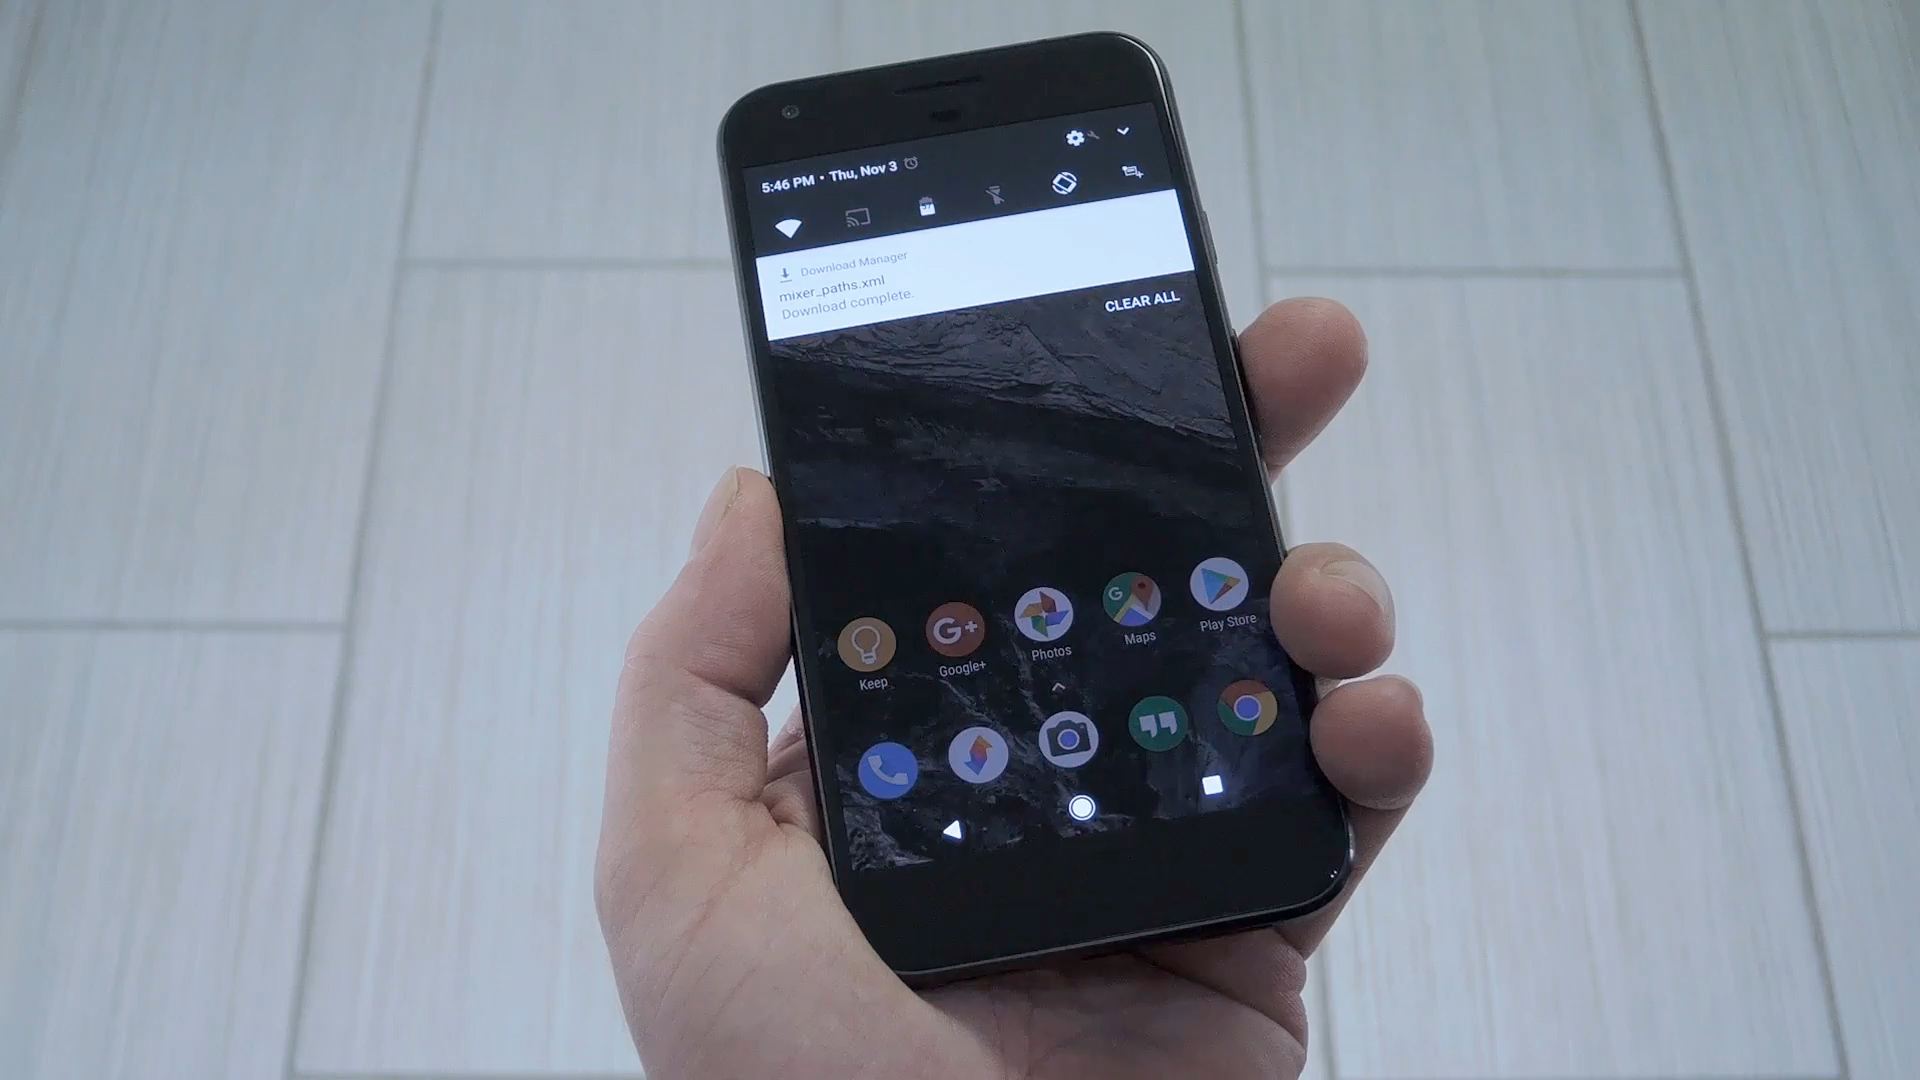 5:46 PM • Thu, Nov 3
Download Manager
mixer_paths.xml
Download complete.
CLEAR ALL
Keep
G+
Google+
Photos
G
Maps
Play Store